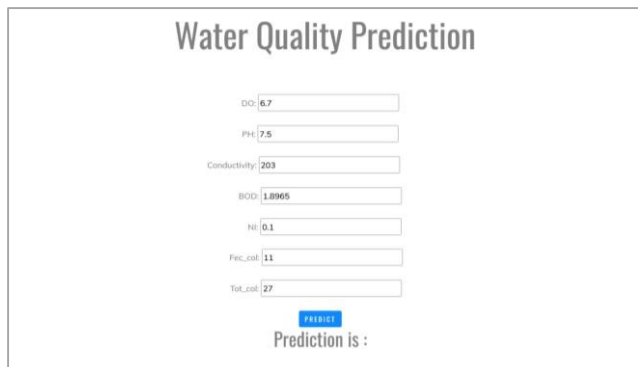 Water Quality Prediction
DO: 6.7
PH: 7.5
Conductivity: 203
BOD: 1.8965
NI: 0.1
Fec_col: 11
Tot_col: 27
PREDICT
Prediction is :